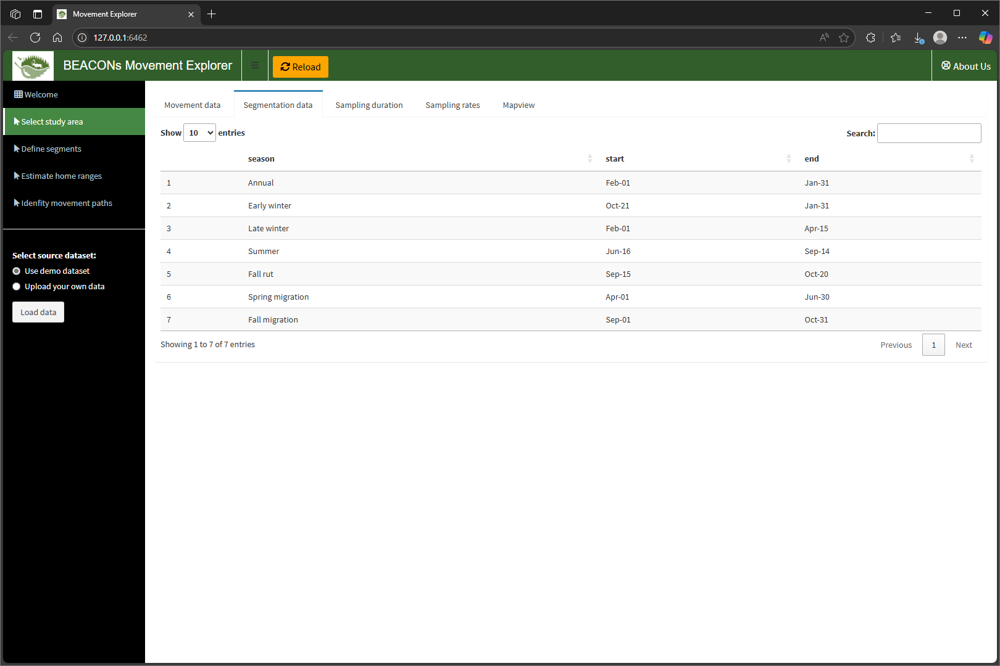 Movement Explorer
127.0.0.1:6462
BEACONs Movement Explorer
Reload
About Us
Welcome
Select study area
Define segments
Estimate home ranges
Idenfity movement paths
Select source dataset:
Use demo dataset
Upload your own data
Load data
Movement data Segmentation data Sampling duration Sampling rates Mapview
Show 10 entries Search:
season start end
1 Annual Feb-01 Jan-31
2 Early winter Oct-21 Jan-31
3 Late winter Feb-01 Apr-15
4 Summer Jun-16 Sep-14
5 Fall rut Sep-15 Oct-20
6 Spring migration Apr-01 Jun-30
7 Fall migration Sep-01 Oct-31
Showing 1 to 7 of 7 entries Previous 1 Next